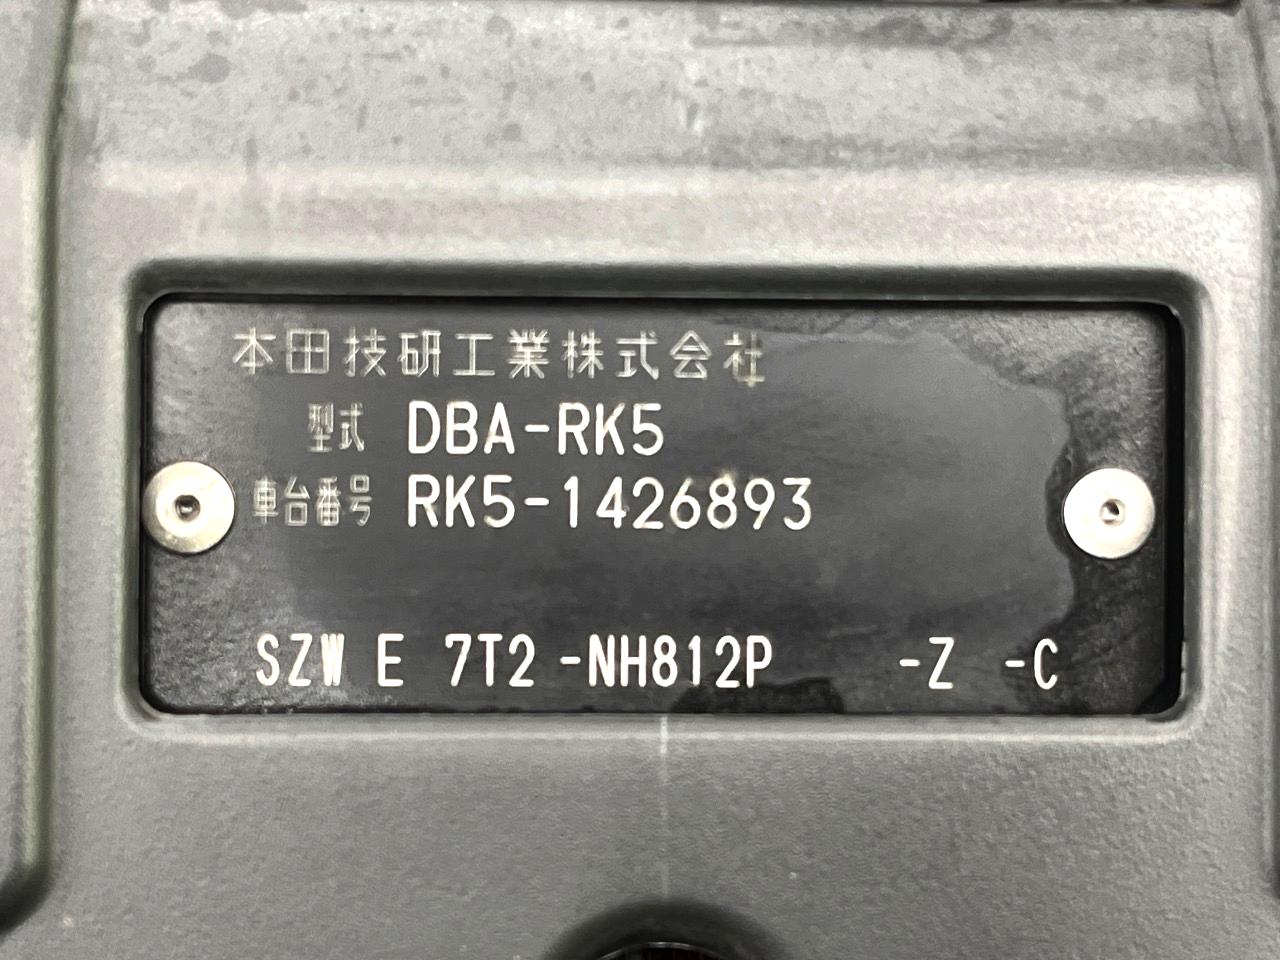 本田技研工業株式会社
型式 DBA-RK5
車台番号 RK5-1426893
SZW E 7T2 -NH812P -Z -C